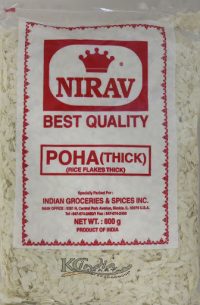 NIRAV
BEST QUALITY
POHA(THICK)
(RICE FLAKES THICK)
Specially Packed For :
INDIAN GROCERIES & SPICES INC.
NET WT. : 800 g
PRODUCT OF INDIA